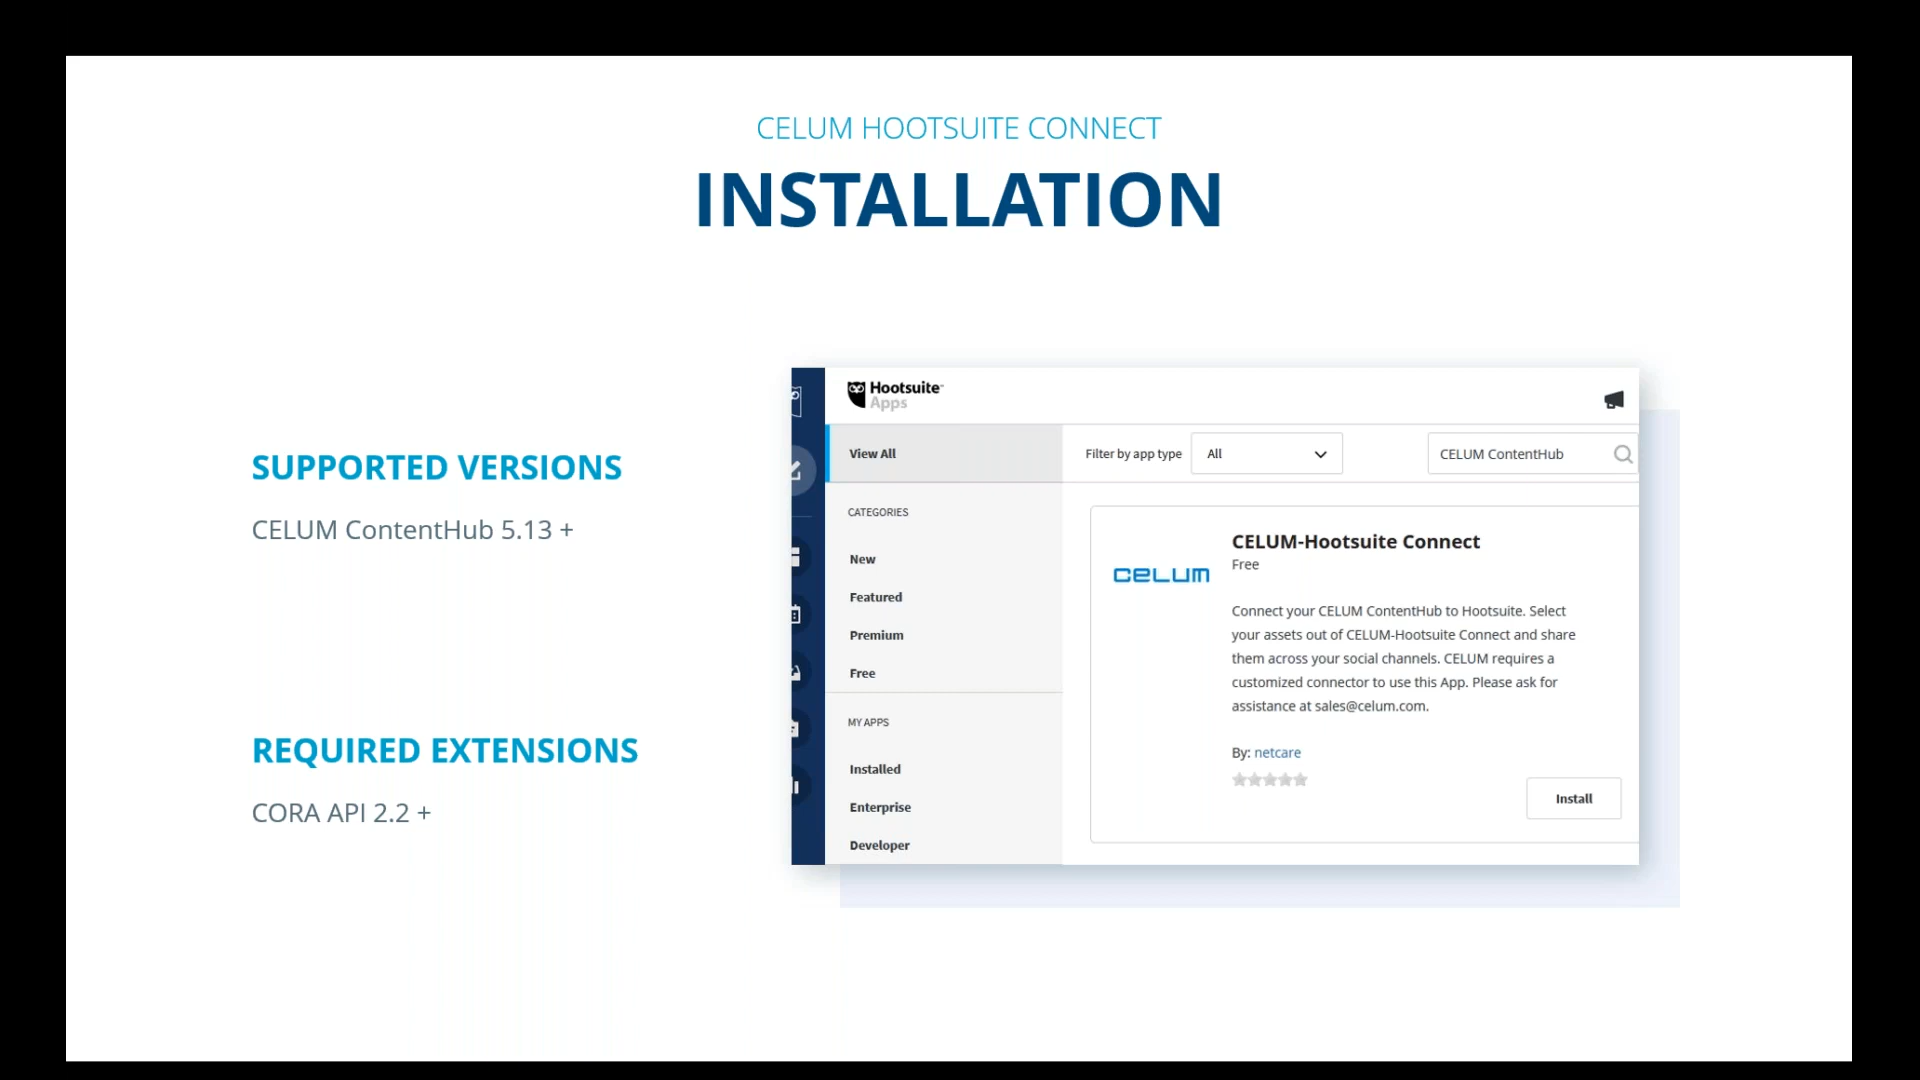 CELUM HOOTSUITE CONNECT
INSTALLATION
SUPPORTED VERSIONS
CELUM ContentHub 5.13 +
REQUIRED EXTENSIONS
CORA API 2.2 +
Hootsuite™
Apps
View All
Filter by app type
All
CELUM ContentHub
CATEGORIES
New
Featured
Premium
Free
MY APPS
Installed
Enterprise
Developer
CELUM
CELUM-Hootsuite Connect
Free
Connect your CELUM ContentHub to Hootsuite. Select
your assets out of CELUM-Hootsuite Connect and share
them across your social channels. CELUM requires a
customized connector to use this App. Please ask for
assistance at sales@celum.com.
By: netcare
Install